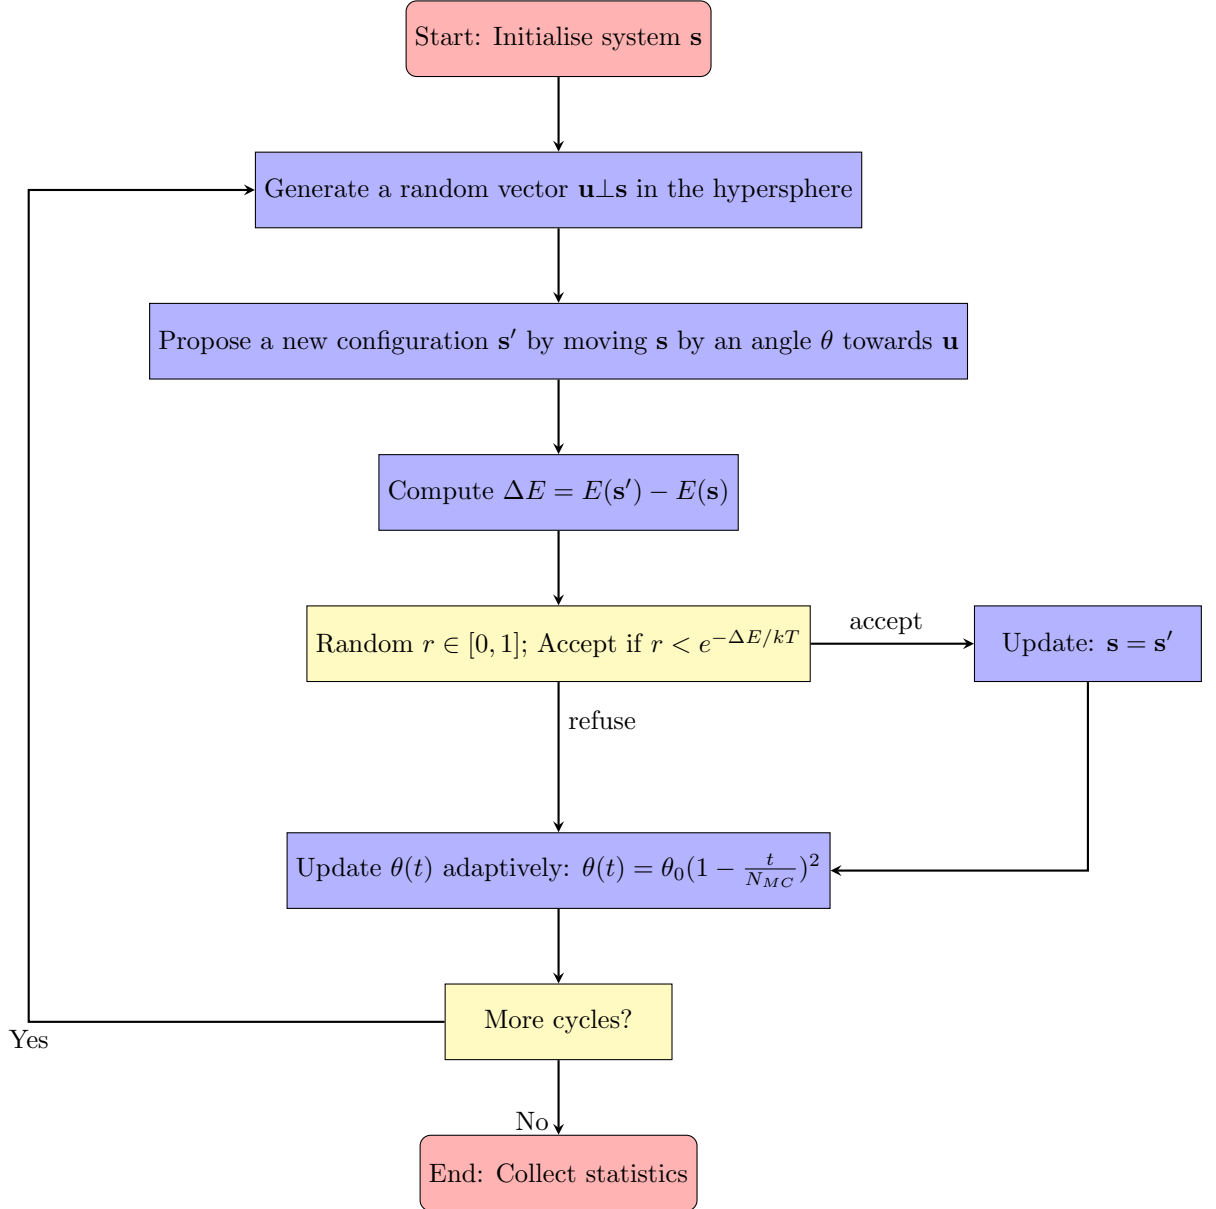 Start: Initialise system s
Generate a random vector u⊥s in the hypersphere
Propose a new configuration s′ by moving s by an angle θ towards u
Compute ΔE = E(s′) − E(s)
Random r ∈ [0, 1]; Accept if r < e^{−ΔE/kT}
accept
Update: s = s′
refuse
Update θ(t) adaptively: θ(t) = θ₀(1 − \frac{t}{N_{MC}})²
More cycles?
Yes
No
End: Collect statistics